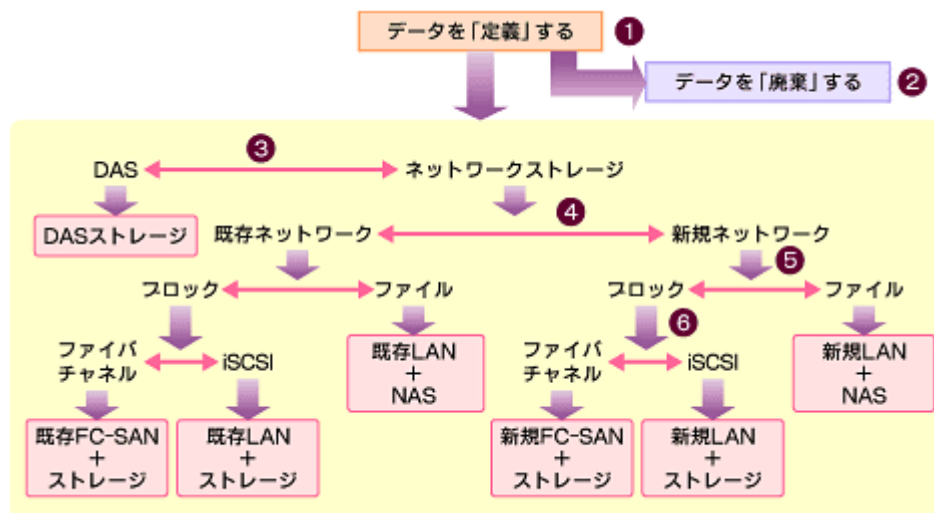 データを「定義」する
❶
データを「廃棄」する
❷
❸
DAS
ネットワークストレージ
❹
DASストレージ
既存ネットワーク
新規ネットワーク
❺
ブロック
ファイル
ブロック
ファイル
❻
ファイバ
チャネル
iSCSI
既存LAN
+
NAS
ファイバ
チャネル
iSCSI
新規LAN
+
NAS
既存FC-SAN
+
ストレージ
既存LAN
+
ストレージ
新規FC-SAN
+
ストレージ
新規LAN
+
ストレージ